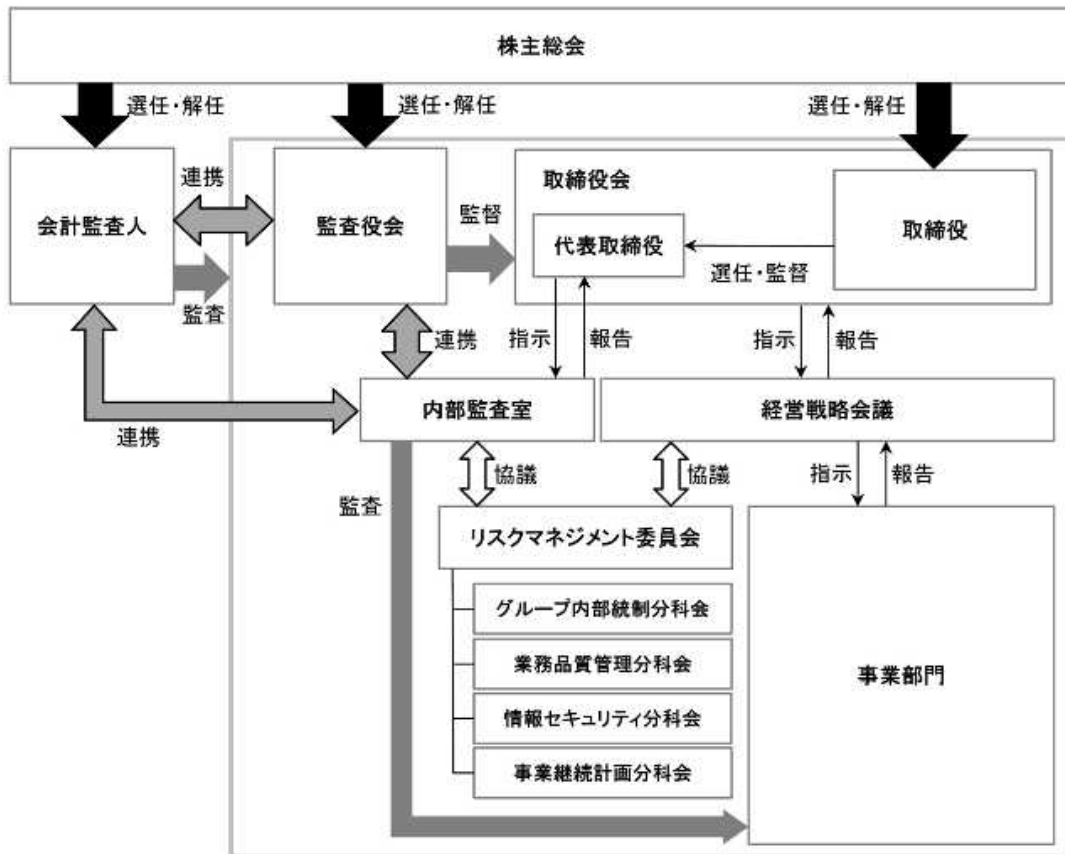 株主総会
選任・解任
選任・解任
選任・解任
会計監査人
連携
監査
監査役会
監督
取締役会
代表取締役
選任・監督
取締役
連携
指示
報告
指示
報告
連携
内部監査室
経営戦略会議
監査
協議
協議
指示
報告
リスクマネジメント委員会
グループ内部統制分科会
業務品質管理分科会
情報セキュリティ分科会
事業継続計画分科会
事業部門